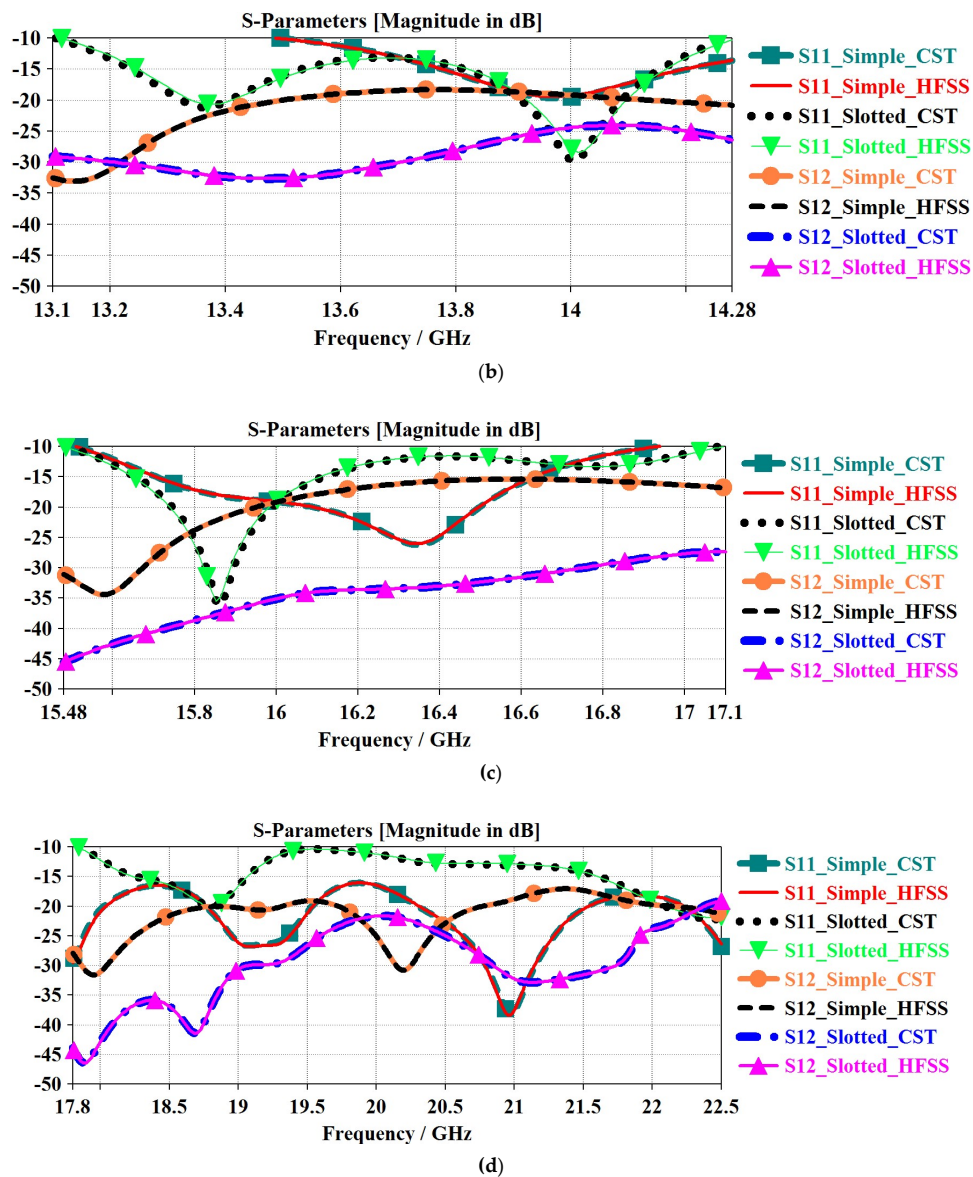 S-Parameters [Magnitude in dB]
-10
-15
-20
-25
-30
-35
-40
-45
-50
13.1 13.2 13.4 13.6 13.8 14 14.28
Frequency / GHz
S11_Simple_CST
S11_Simple_HFSS
S11_Slotted_CST
S11_Slotted_HFSS
S12_Simple_CST
S12_Simple_HFSS
S12_Slotted_CST
S12_Slotted_HFSS
(b)
S-Parameters [Magnitude in dB]
-10
-15
-20
-25
-30
-35
-40
-45
-50
15.48 15.8 16 16.2 16.4 16.6 16.8 17 17.1
Frequency / GHz
S11_Simple_CST
S11_Simple_HFSS
S11_Slotted_CST
S11_Slotted_HFSS
S12_Simple_CST
S12_Simple_HFSS
S12_Slotted_CST
S12_Slotted_HFSS
(c)
S-Parameters [Magnitude in dB]
-10
-15
-20
-25
-30
-35
-40
-45
-50
17.8 18.5 19 19.5 20 20.5 21 21.5 22 22.5
Frequency / GHz
S11_Simple_CST
S11_Simple_HFSS
S11_Slotted_CST
S11_Slotted_HFSS
S12_Simple_CST
S12_Simple_HFSS
S12_Slotted_CST
S12_Slotted_HFSS
(d)